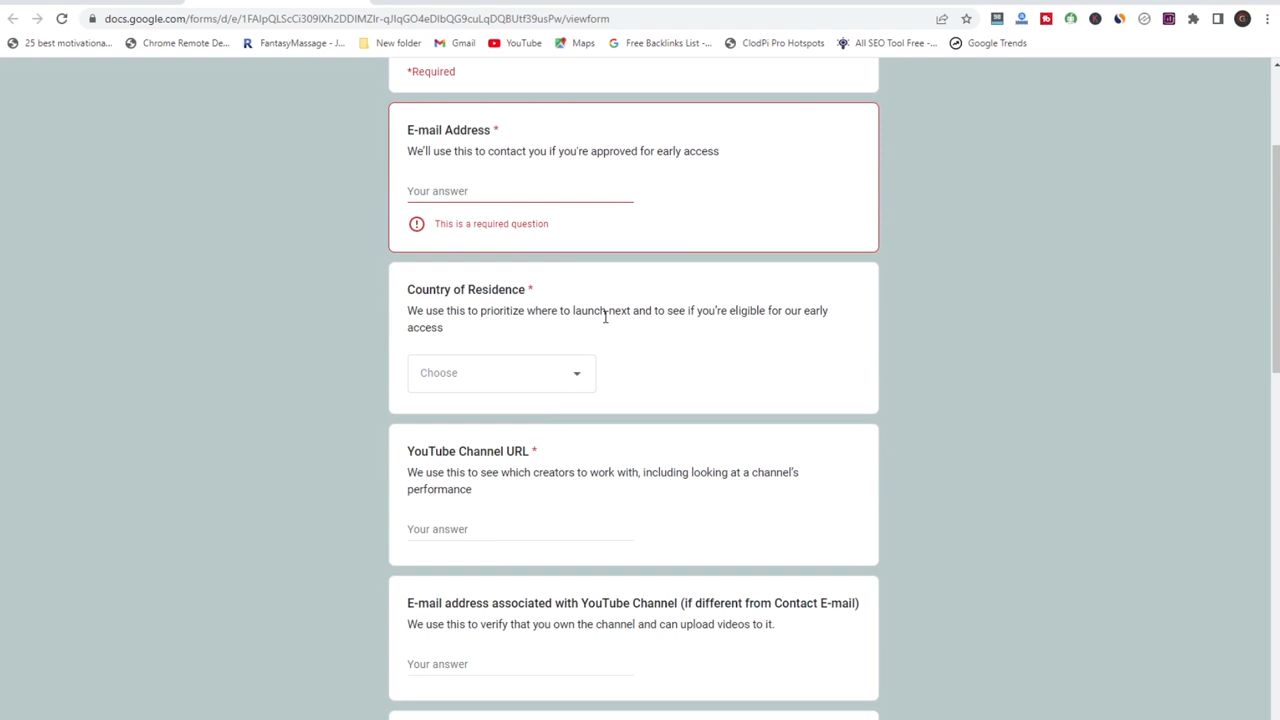 docs.google.com/forms/d/e/1FAIpQLScCi309IXh2DDIMZIr-qJIqGO4eDIbQG9cuLqDQBUtf39usPw/viewform
25 best motivationa...
Chrome Remote De...
FantasyMassage - J...
New folder
Gmail
YouTube
Maps
Free Backlinks List -...
ClodPi Pro Hotspots
All SEO Tool Free -...
Google Trends
*Required
E-mail Address *
We'll use this to contact you if you're approved for early access
Your answer
This is a required question
Country of Residence *
We use this to prioritize where to launch next and to see if you're eligible for our early
access
Choose
YouTube Channel URL *
We use this to see which creators to work with, including looking at a channel's
performance
Your answer
E-mail address associated with YouTube Channel (if different from Contact E-mail)
We use this to verify that you own the channel and can upload videos to it.
Your answer